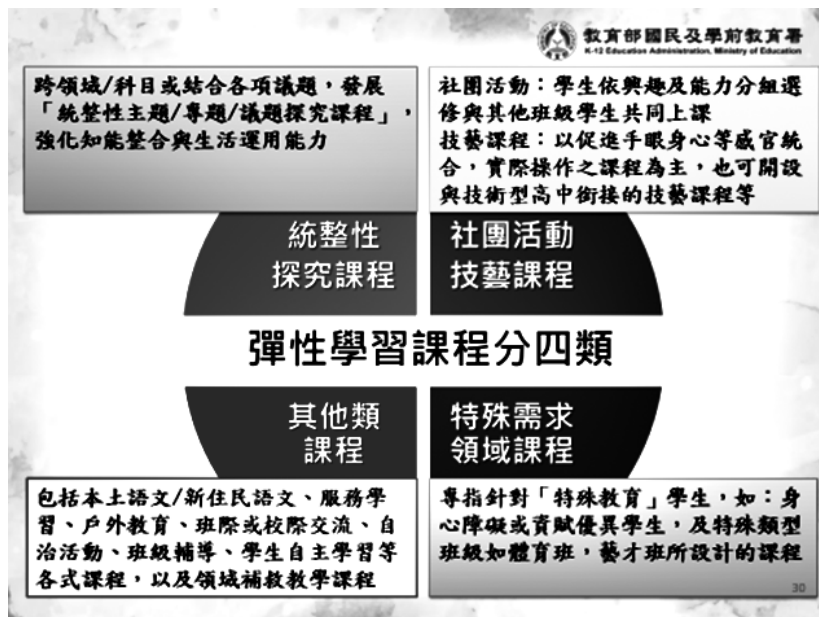 教育部國民及學前教育署
K-12 Education Administration, Ministry of Education
跨領域/科目或結合各項議題，發展
「統整性主題/專題/議題探究課程」，
強化知能整合與生活運用能力
社團活動：學生依興趣及能力分組選
修與其他班級學生共同上課
技藝課程：以促進手眼身心等感官統
合，實際操作之課程為主，也可開設
與技術型高中銜接的技藝課程等
統整性
探究課程
社團活動
技藝課程
彈性學習課程分四類
其他類
課程
特殊需求
領域課程
包括本土語文/新住民語文、服務學
習、戶外教育、班際或校際交流、自
治活動、班級輔導、學生自主學習等
各式課程，以及領域補救教學課程
專指針對「特殊教育」學生，如：身
心障礙或資賦優異學生，及特殊類型
班級如體育班，藝才班所設計的課程
30